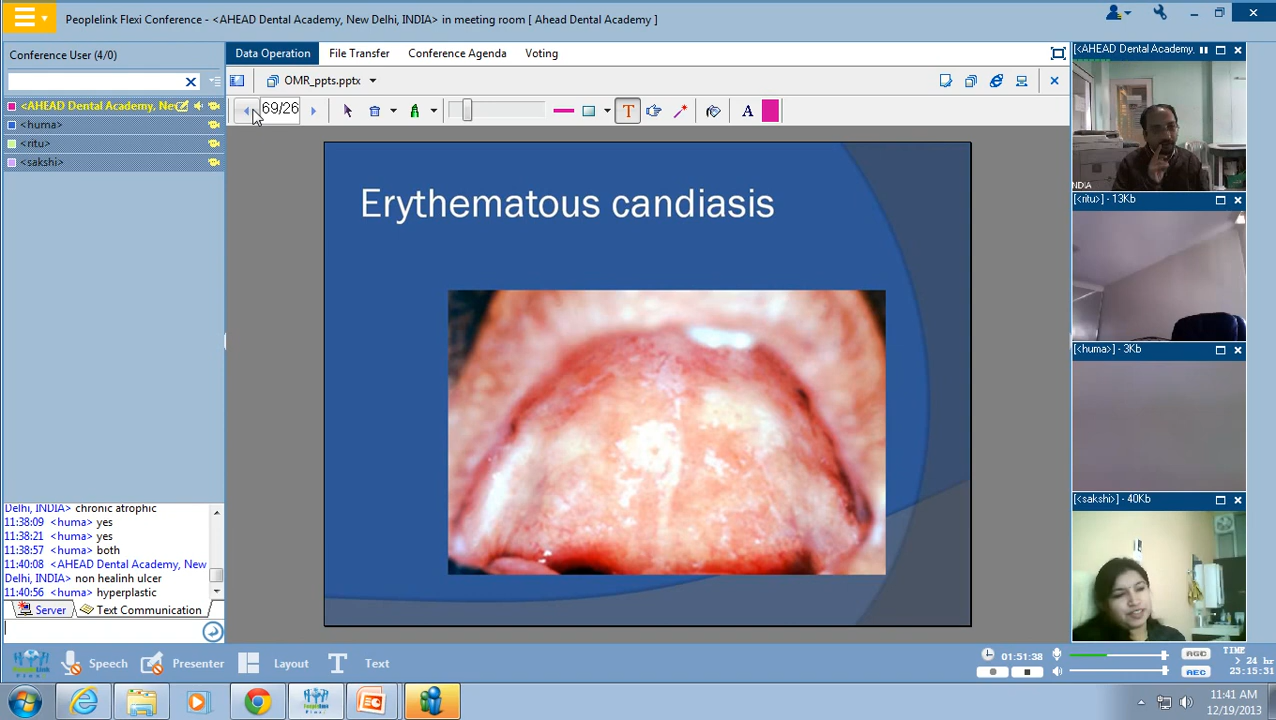 Peoplelink Flexi Conference - <AHEAD Dental Academy, New Delhi, INDIA> in meeting room [ Ahead Dental Academy ]
Conference User (4/0)
Data Operation
File Transfer
Conference Agenda
Voting
[<AHEAD Dental Academy,
OMR_ppts.pptx
<AHEAD Dental Academy, Ne
69/26
T
A
<huma>
<ritu>
<sakshi>
NDIA
[<ritu>] - 13Kb
Erythematous candiasis
[<huma>] - 3Kb
[<sakshi>] - 40Kb
Delhi, INDIA> chronic atrophic
11:38:09 <huma> yes
11:38:21 <huma> yes
11:38:57 <huma> both
11:40:08 <AHEAD Dental Academy, New
Delhi, INDIA> non healinh ulcer
11:40:56 <huma> hyperplastic
Server
Text Communication
Speech
Presenter
Layout
T Text
01:51:38
AGC
AEC
TIME
> 24 hr
23:15:31
11:41 AM
12/19/2013